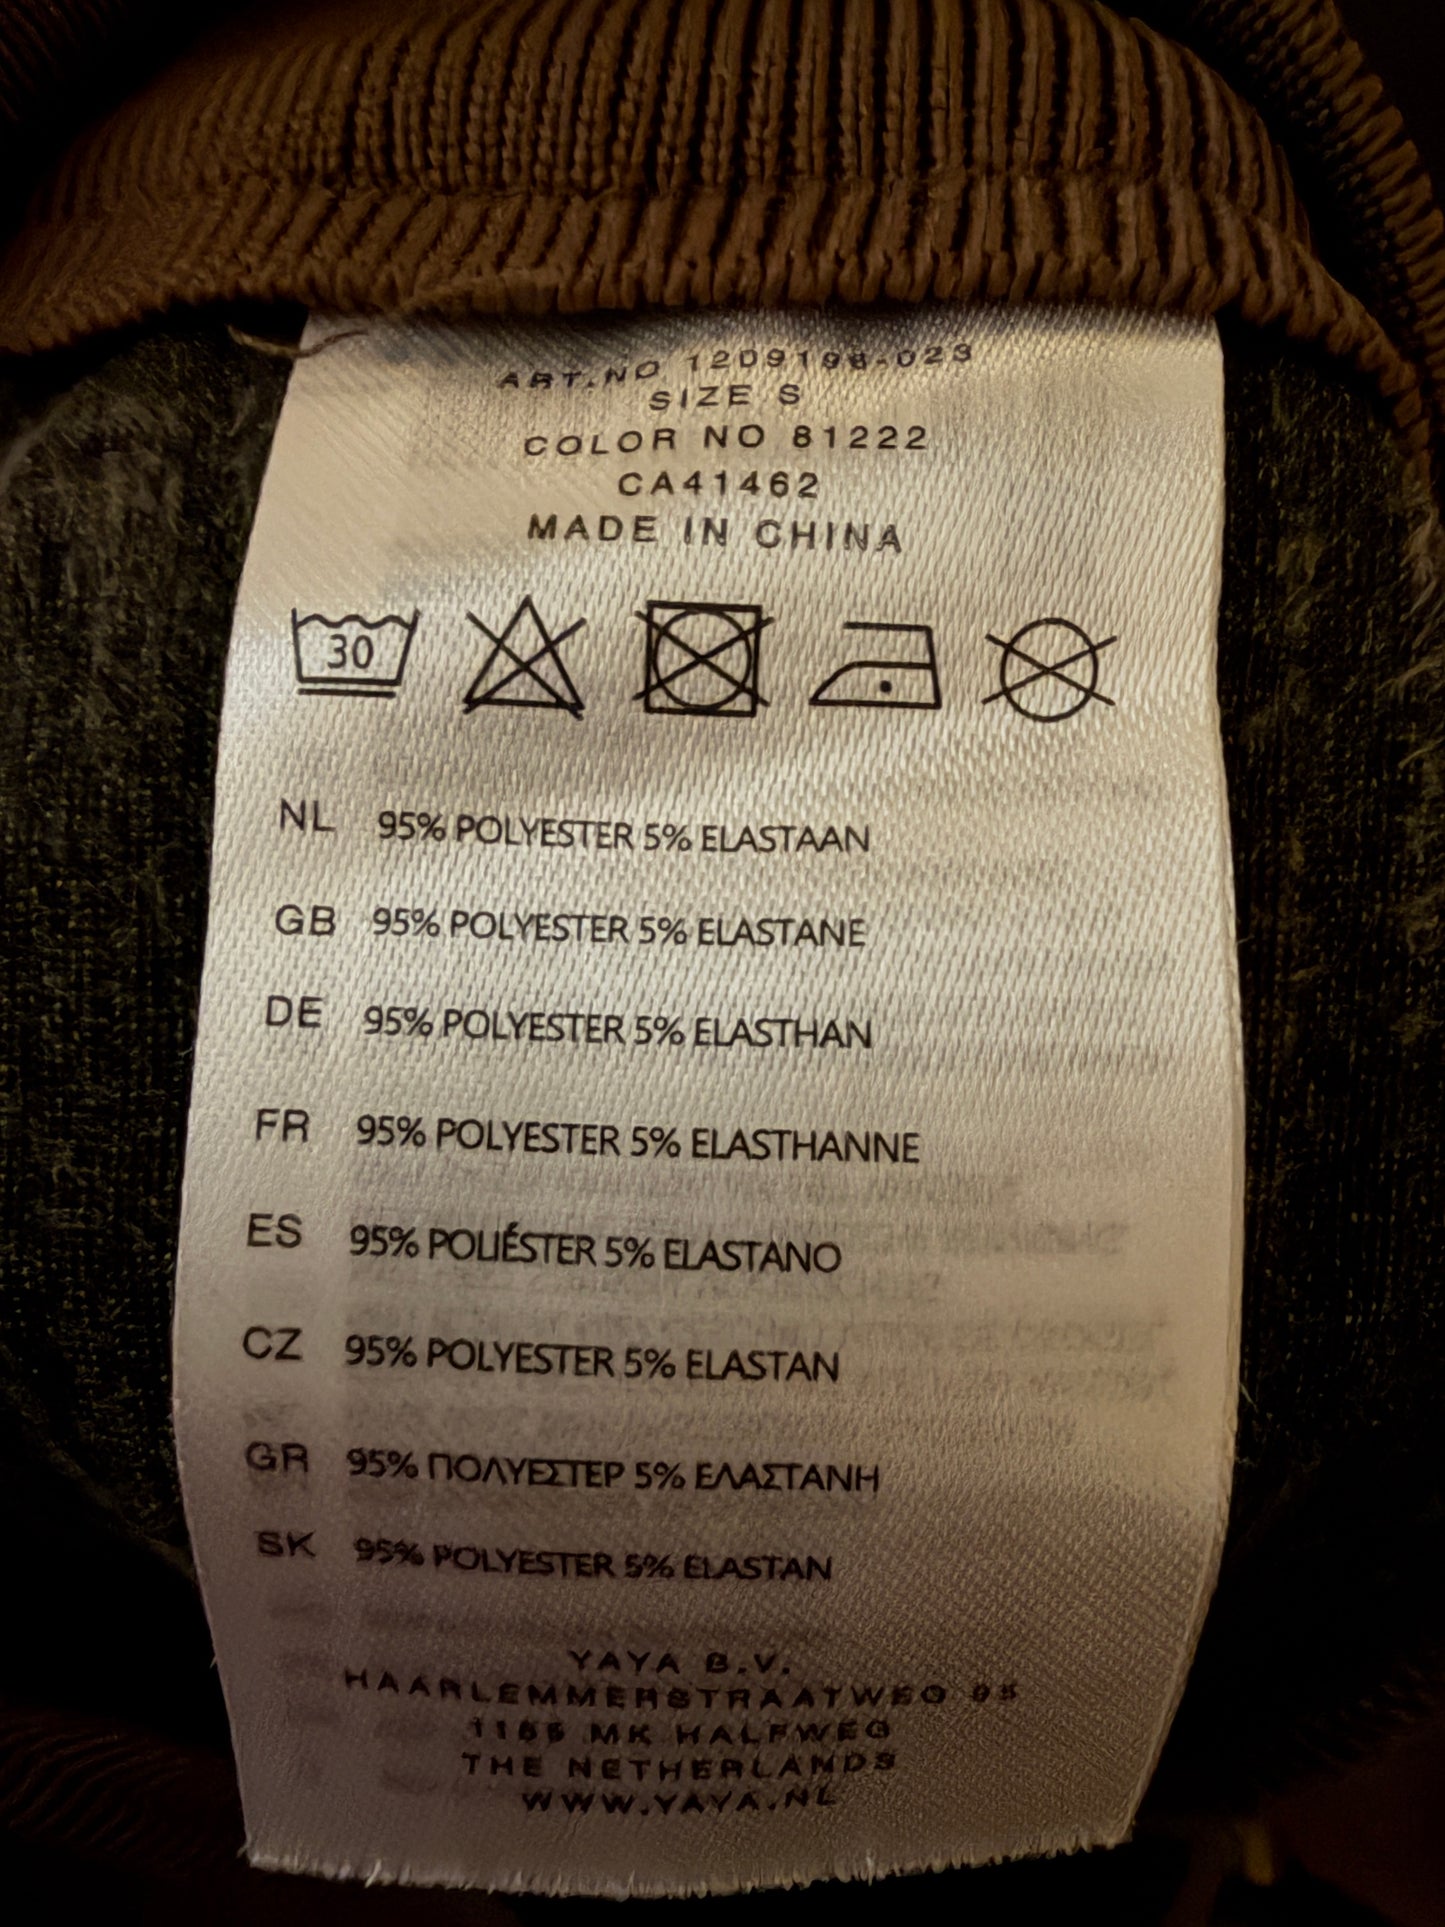 ART.NO 1209198-023
SIZE S
COLOR NO 81222
CA41462
MADE IN CHINA
30
NL 95% POLYESTER 5% ELASTAAN
GB 95% POLYESTER 5% ELASTANE
DE 95% POLYESTER 5% ELASTHAN
FR 95% POLYESTER 5% ELASTHANNE
ES 95% POLIÉSTER 5% ELASTANO
CZ 95% POLYESTER 5% ELASTAN
GR 95% ΠΟΛΥΕΣΤΕΡ 5% ΕΛΑΣΤΑΝΗ
SK 95% POLYESTER 5% ELASTAN
YAYA B.V.
HAARLEMMERSTRAATWEG
MK HALFWEG
THE NETHERLANDS
WWW.YAYA.NL